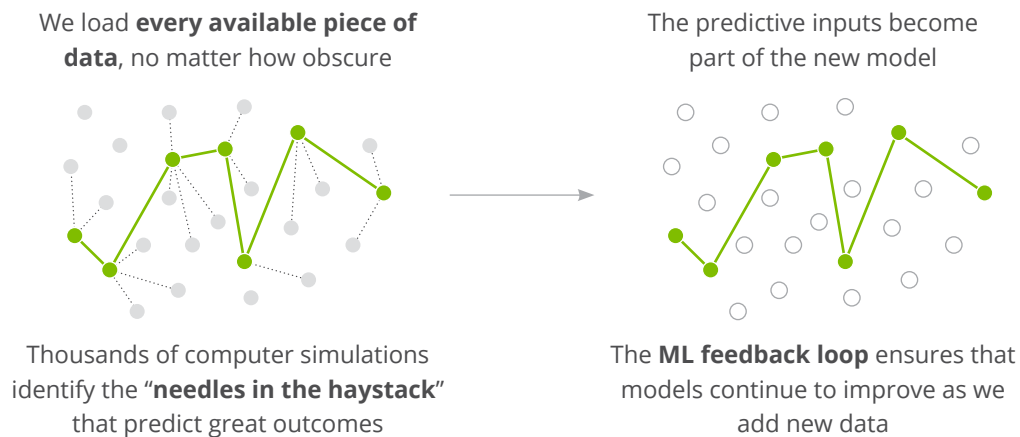 We load every available piece of
data, no matter how obscure
Thousands of computer simulations
identify the “needles in the haystack”
that predict great outcomes
The predictive inputs become
part of the new model
The ML feedback loop ensures that
models continue to improve as we
add new data